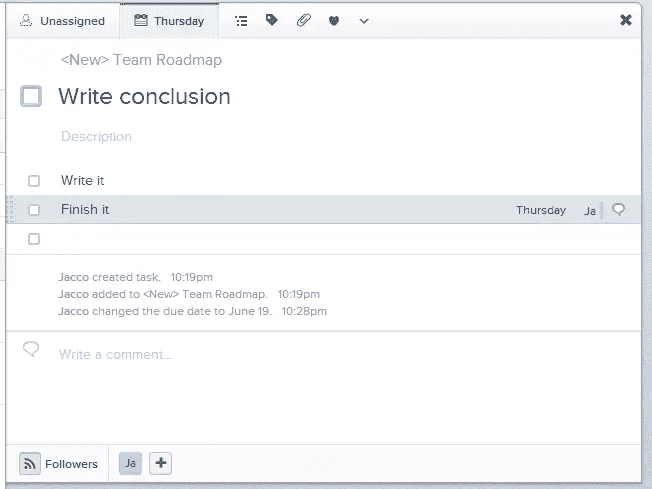 Unassigned Thursday
<New> Team Roadmap
Write conclusion
Description
Write it
Finish it Thursday Ja
Jacco created task. 10:19pm
Jacco added to <New> Team Roadmap. 10:19pm
Jacco changed the due date to June 19. 10:28pm
Write a comment...
Followers Ja